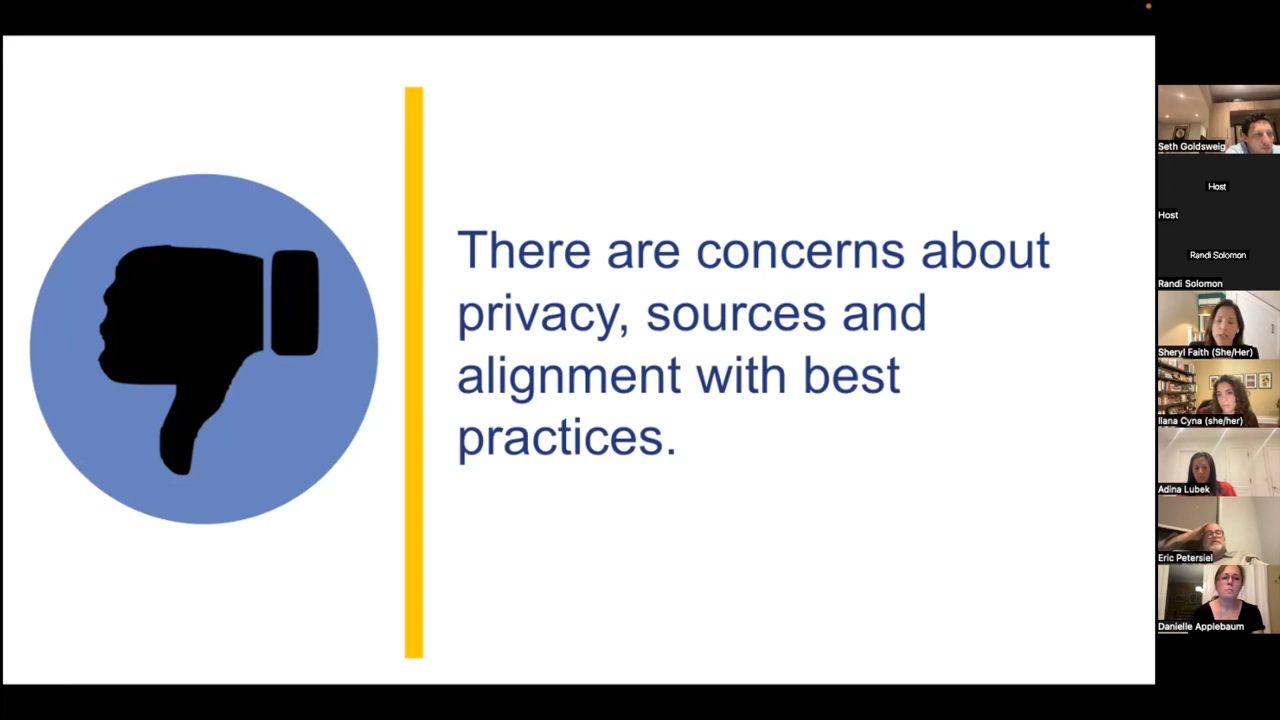 There are concerns about
privacy, sources and
alignment with best
practices.
Seth Goldsweig
Host
Host
Randi Solomon
Randi Solomon
Sheryl Faith (She/Her)
Ilana Cyna (she/her)
Adina Lubek
Eric Petersiel
Danielle Applebaum